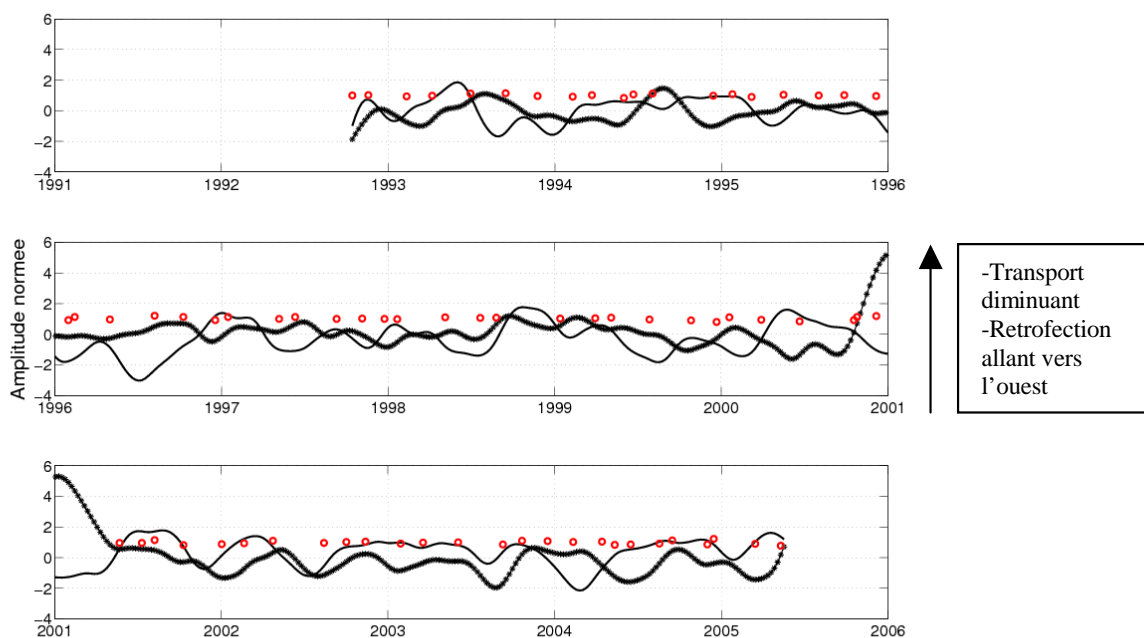 6
4
2
0
−2
−4
1991 1992 1993 1994 1995 1996
Amplitude normee
6
4
2
0
−2
−4
1996 1997 1998 1999 2000 2001
-Transport
diminuant
-Retrofection
allant vers
l'ouest
6
4
2
0
−2
−4
2001 2002 2003 2004 2005 2006